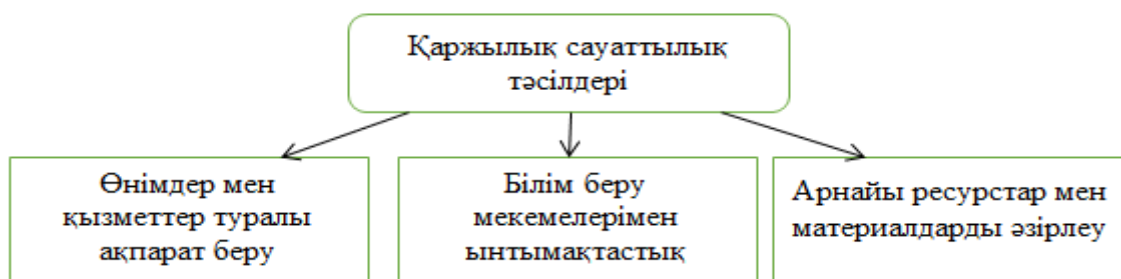 Қаржылық сауаттылық
тәсілдері
Өнімдер мен
қызметтер туралы
ақпарат беру
Білім беру
мекемелерімен
ынтымақтастық
Арнайы ресурстар мен
материалдарды әзірлеу